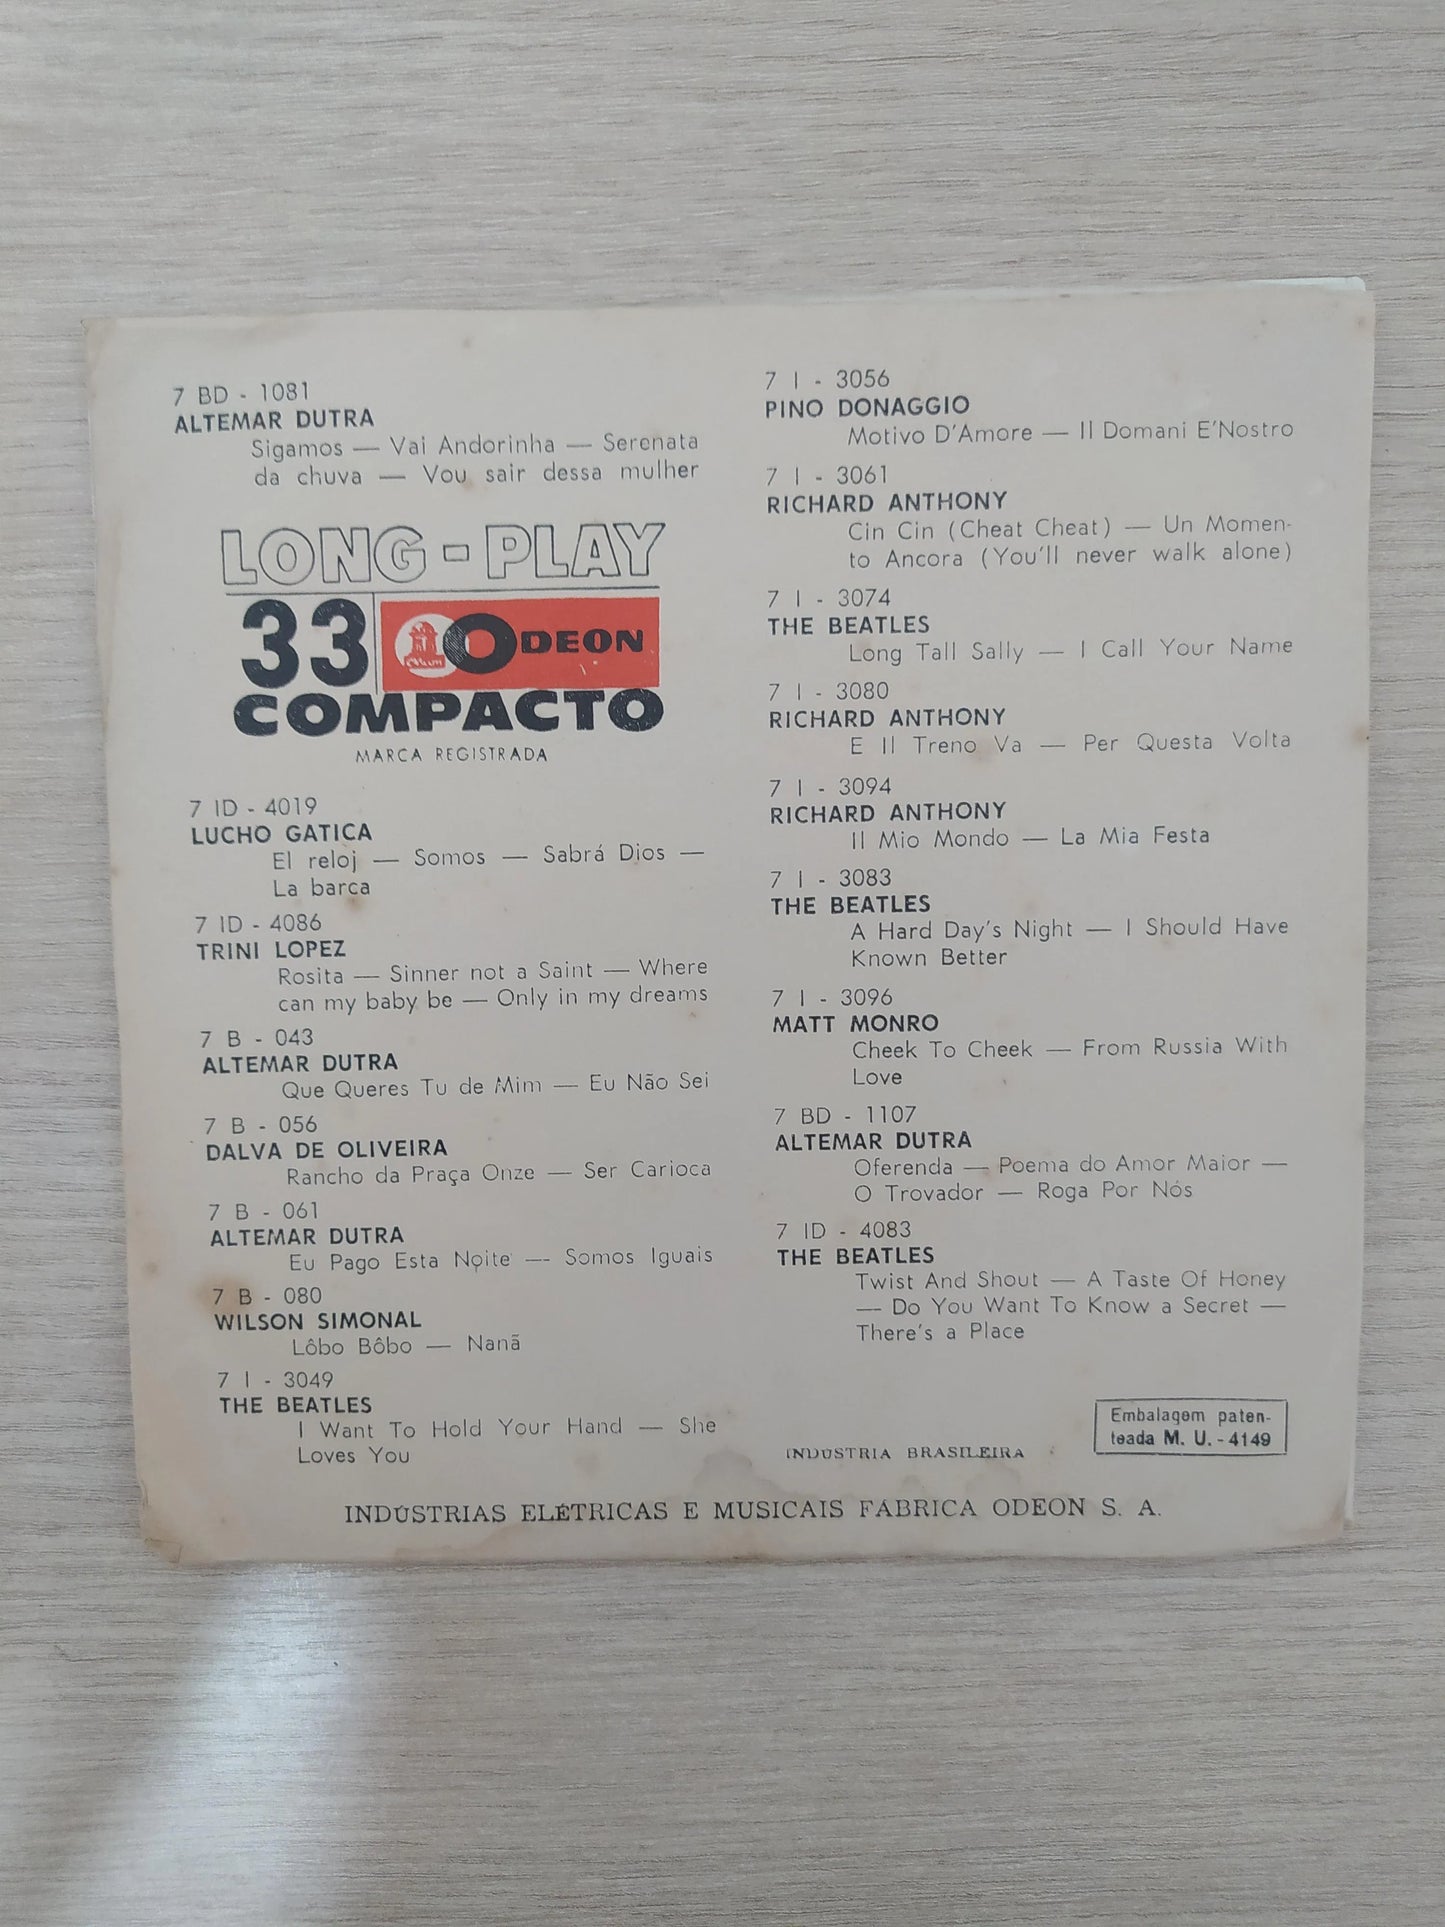 7 BD - 1081
ALTEMAR DUTRA
Sigamos — Vai Andorinha — Serenata
da chuva — Vou sair dessa mulher
LONG-PLAY
33 ODEON
COMPACTO
MARCA REGISTRADA
7 ID - 4019
LUCHO GATICA
El reloj — Somos — Sabrá Dios —
La barca
7 ID - 4086
TRINI LOPEZ
Rosita — Sinner not a Saint — Where
can my baby be — Only in my dreams
7 B - 043
ALTEMAR DUTRA
Que Queres Tu de Mim — Eu Não Sei
7 B - 056
DALVA DE OLIVEIRA
Rancho da Praça Onze — Ser Carioca
7 B - 061
ALTEMAR DUTRA
Eu Pago Esta Noite — Somos Iguais
7 B - 080
WILSON SIMONAL
Lôbo Bôbo — Nanã
7 I - 3049
THE BEATLES
I Want To Hold Your Hand — She
Loves You
7 I - 3056
PINO DONAGGIO
Motivo D'Amore — Il Domani E'Nostro
7 I - 3061
RICHARD ANTHONY
Cin Cin (Cheat Cheat) — Un Momen-
to Ancora (You'll never walk alone)
7 I - 3074
THE BEATLES
Long Tall Sally — I Call Your Name
7 I - 3080
RICHARD ANTHONY
E Il Treno Va — Per Questa Volta
7 I - 3094
RICHARD ANTHONY
Il Mio Mondo — La Mia Festa
7 I - 3083
THE BEATLES
A Hard Day's Night — I Should Have
Known Better
7 I - 3096
MATT MONRO
Cheek To Cheek — From Russia With
Love
7 BD - 1107
ALTEMAR DUTRA
Oferenda — Poema do Amor Maior —
O Trovador — Roga Por Nós
7 ID - 4083
THE BEATLES
Twist And Shout — A Taste Of Honey
— Do You Want To Know a Secret —
There's a Place
INDÚSTRIA BRASILEIRA
Embalagem paten-
teada M. U. - 4149
INDÚSTRIAS ELÉTRICAS E MUSICAIS FÁBRICA ODEON S. A.